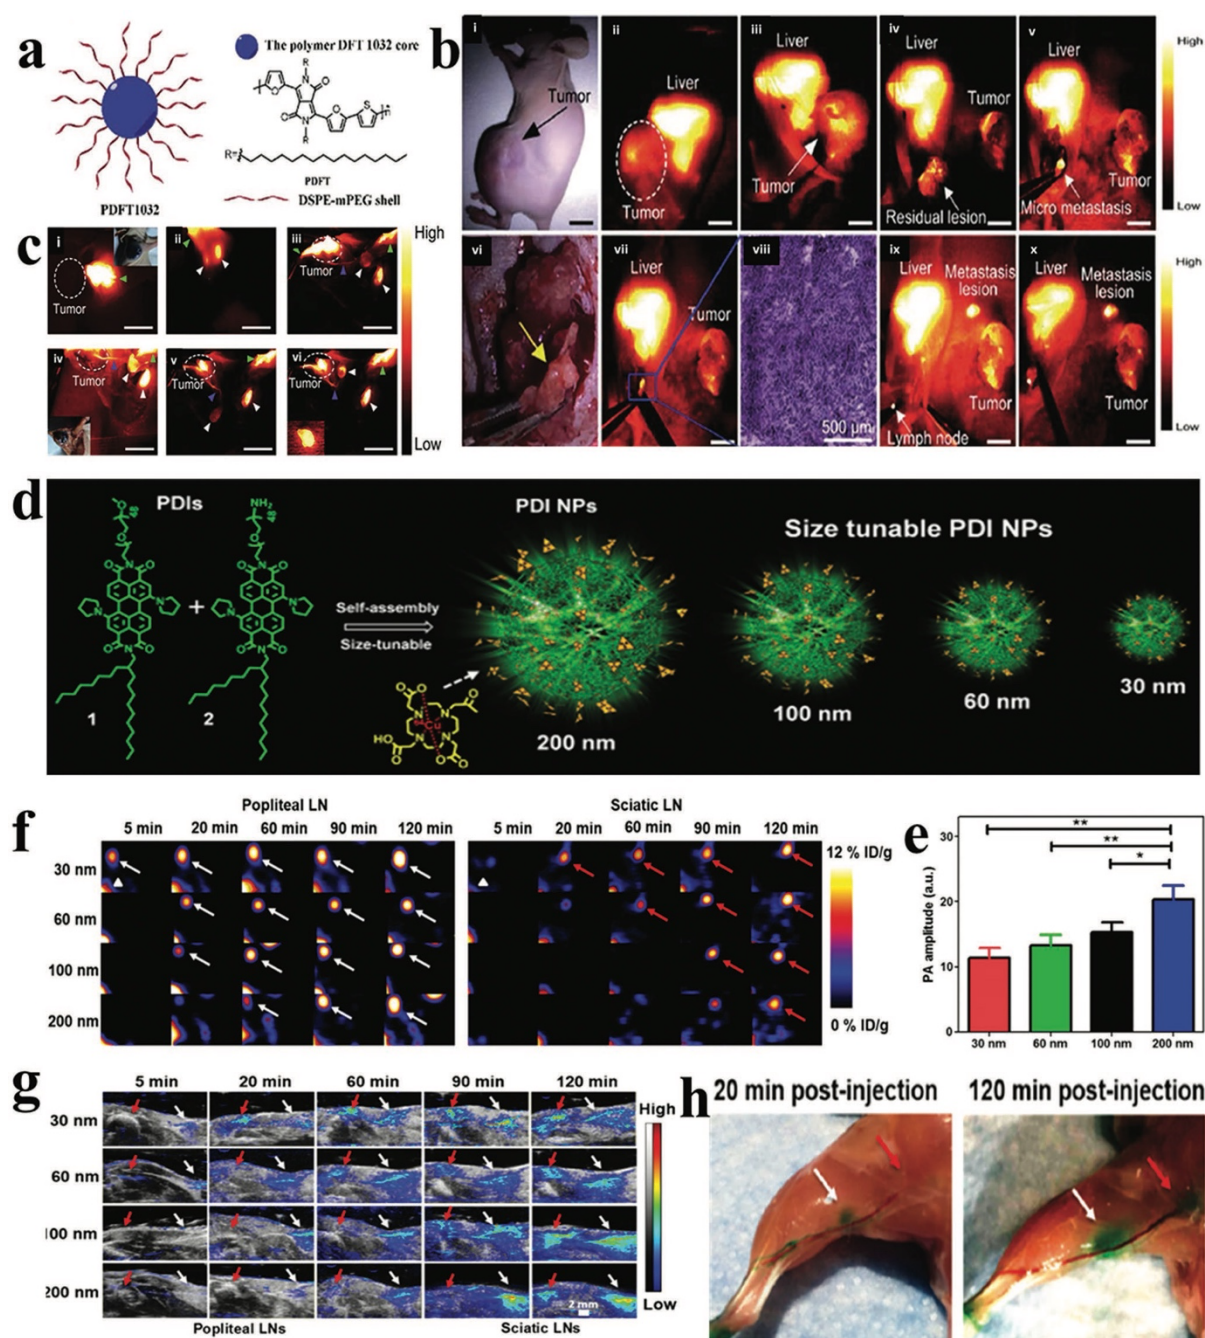 a
The polymer DFT 1032 core
R
N
O
S
n
O
N
R
R=
PDFT
PDFT1032
DSPE-mPEG shell
b
i
Tumor
ii
Liver
Tumor
iii
Liver
Tumor
iv
Liver
Tumor
Residual lesion
v
Liver
Tumor
Micro metastasis
High
Low
vi
vii
Liver
Tumor
viii
500 µm
ix
Liver
Metastasis
lesion
Tumor
Lymph node
x
Liver
Metastasis
lesion
Tumor
High
Low
c
i
Tumor
ii
iii
Tumor
iv
Tumor
v
Tumor
vi
Tumor
High
Low
d
PDIs
NH2
1
+
2
Self-assembly
Size-tunable
HO
Cu
PDI NPs
200 nm
Size tunable PDI NPs
100 nm
60 nm
30 nm
f
Popliteal LN
5 min 20 min 60 min 90 min 120 min
Sciatic LN
5 min 20 min 60 min 90 min 120 min
30 nm
60 nm
100 nm
200 nm
12 % ID/g
0 % ID/g
e
PA amplitude (a.u.)
30
20
10
0
**
**
*
30 nm 60 nm 100 nm 200 nm
g
5 min 20 min 60 min 90 min 120 min
30 nm
60 nm
100 nm
200 nm
2 mm
High
Low
Popliteal LNs Sciatic LNs
h
20 min post-injection 120 min post-injection